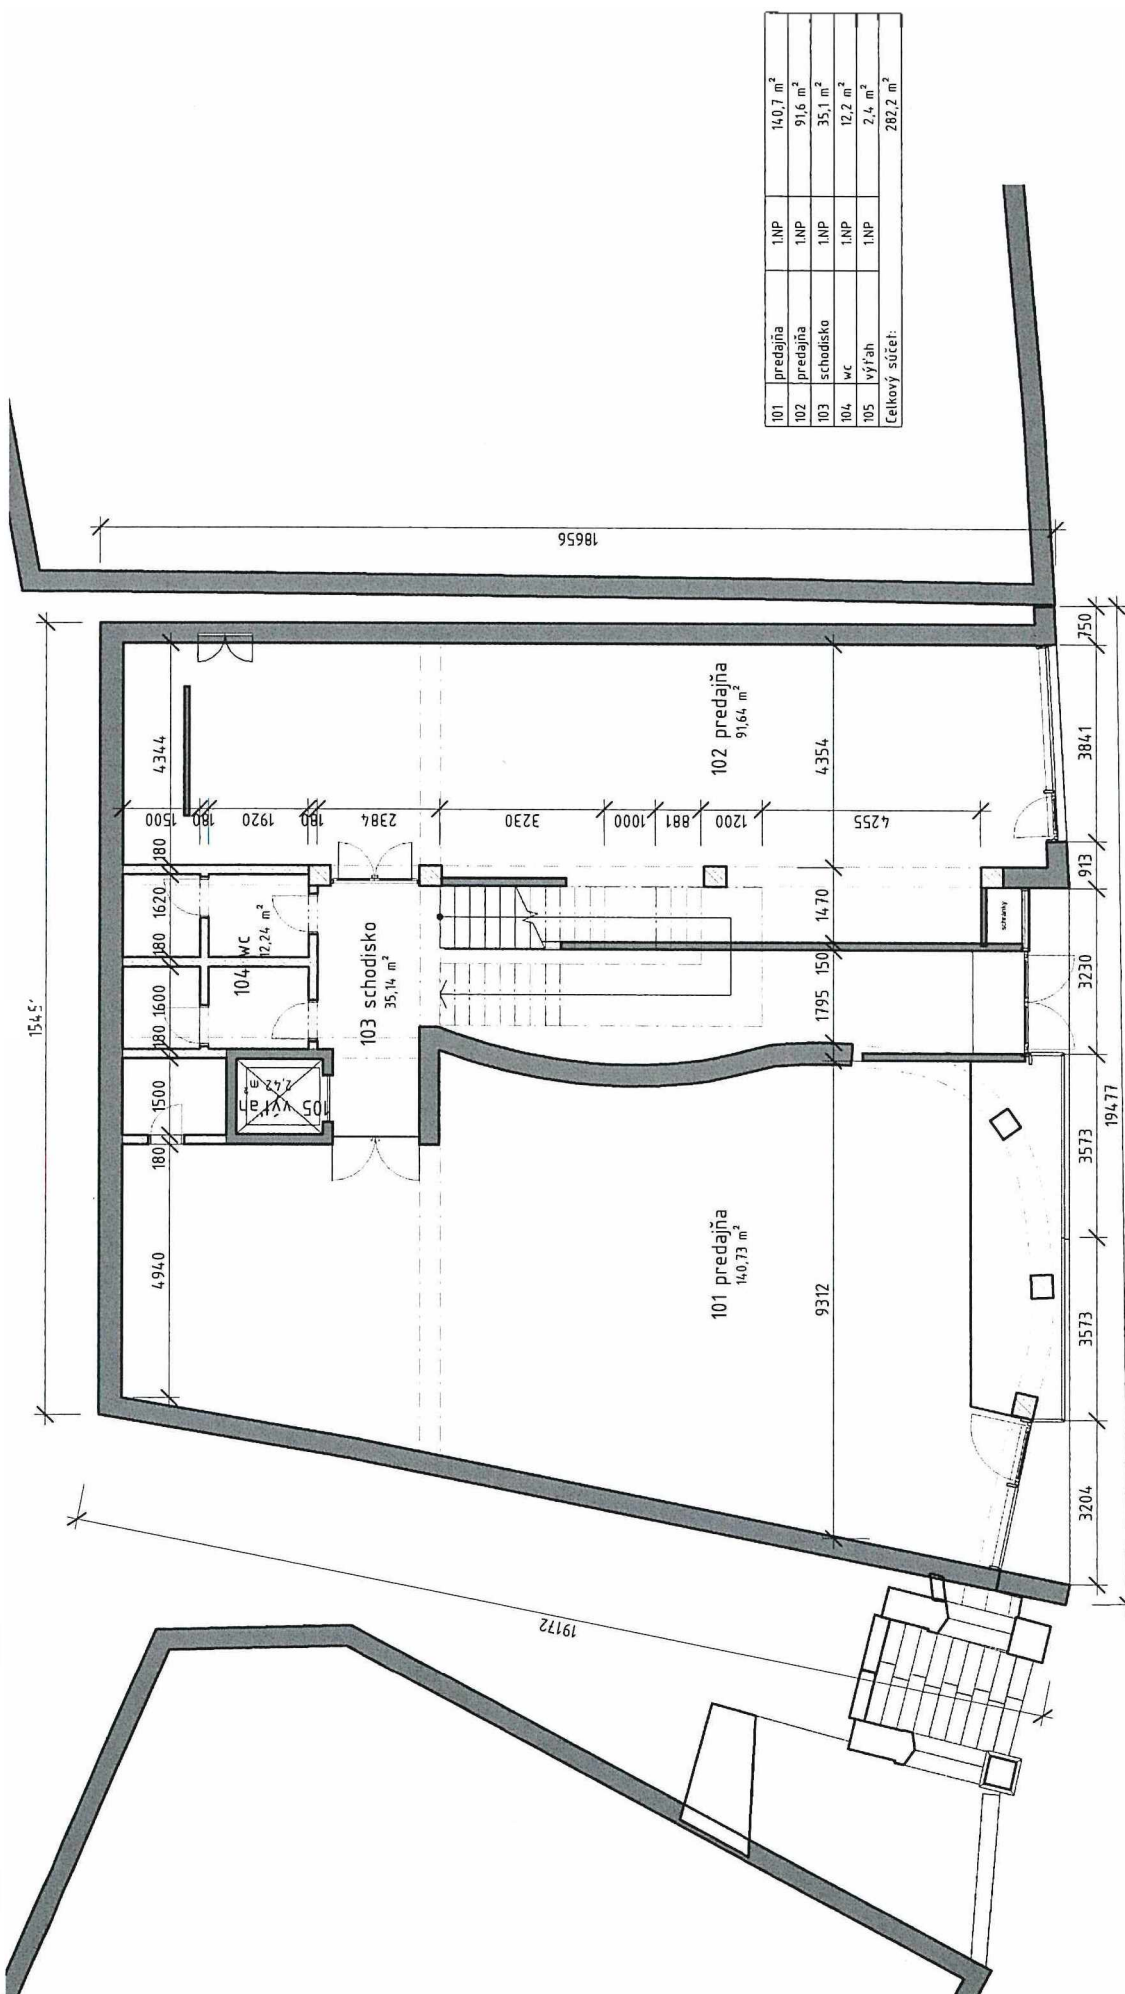 101 predajňa 1.NP 140,7 m²
102 predajňa 1.NP 91,6 m²
103 schodisko 1.NP 35,1 m²
104 wc 1.NP 12,2 m²
105 výťah 1.NP 2,4 m²
Celkový súčet: 282,2 m²
18656
750
3841
913
3230
3573
3573
3204
19477
19172
4344
180
1620
180
1600
180
1500
180
4940
1500
180
1920
180
2384
3230
1000
881
1200
4255
4354
1470
150
1795
9312
102 predajňa
91,64 m²
104 wc
12,24 m²
103 schodisko
35,14 m²
105 výťah
2,42 m²
101 predajňa
140,73 m²
schránky